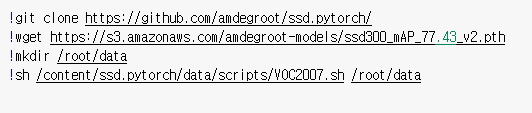 !git clone https://github.com/amdegroot/ssd.pytorch/
!wget https://s3.amazonaws.com/amdegroot-models/ssd300_mAP_77.43_v2.pth
!mkdir /root/data
!sh /content/ssd.pytorch/data/scripts/VOC2007.sh /root/data